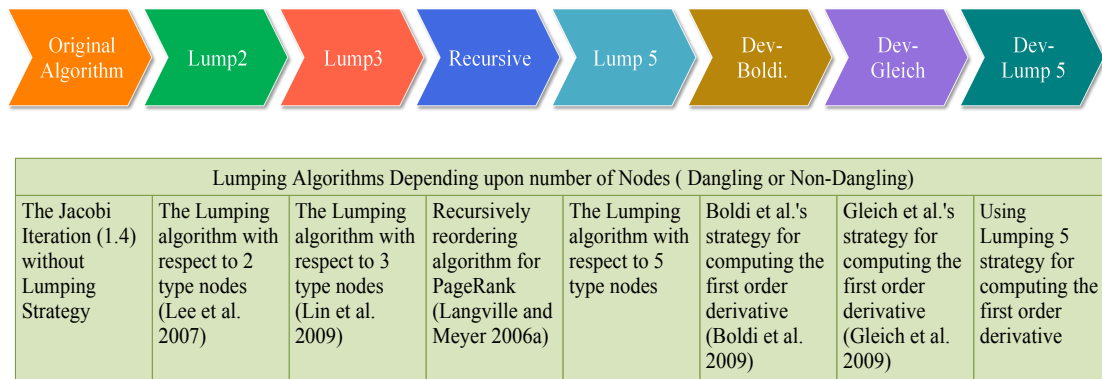 Original
Algorithm
Lump2
Lump3
Recursive
Lump 5
Dev-
Boldi.
Dev-
Gleich
Dev-
Lump 5
Lumping Algorithms Depending upon number of Nodes ( Dangling or Non-Dangling)
The Jacobi
Iteration (1.4)
without
Lumping
Strategy
The Lumping
algorithm with
respect to 2
type nodes
(Lee et al.
2007)
The Lumping
algorithm with
respect to 3
type nodes
(Lin et al.
2009)
Recursively
reordering
algorithm for
PageRank
(Langville and
Meyer 2006a)
The Lumping
algorithm with
respect to 5
type nodes
Boldi et al.'s
strategy for
computing the
first order
derivative
(Boldi et al.
2009)
Gleich et al.'s
strategy for
computing the
first order
derivative
(Gleich et al.
2009)
Using
Lumping 5
strategy for
computing the
first order
derivative